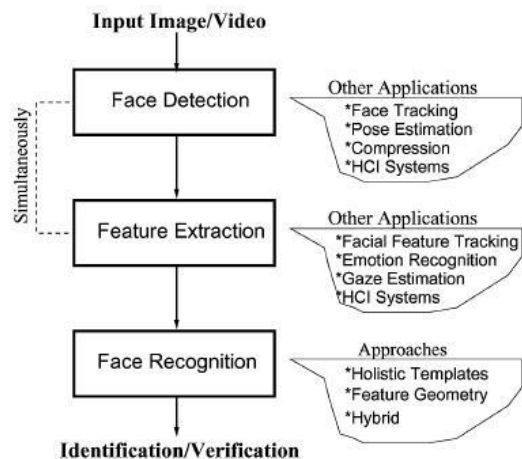 Input Image/Video
Face Detection
Other Applications
*Face Tracking
*Pose Estimation
*Compression
*HCI Systems
Simultaneously
Feature Extraction
Other Applications
*Facial Feature Tracking
*Emotion Recognition
*Gaze Estimation
*HCI Systems
Face Recognition
Approaches
*Holistic Templates
*Feature Geometry
*Hybrid
Identification/Verification